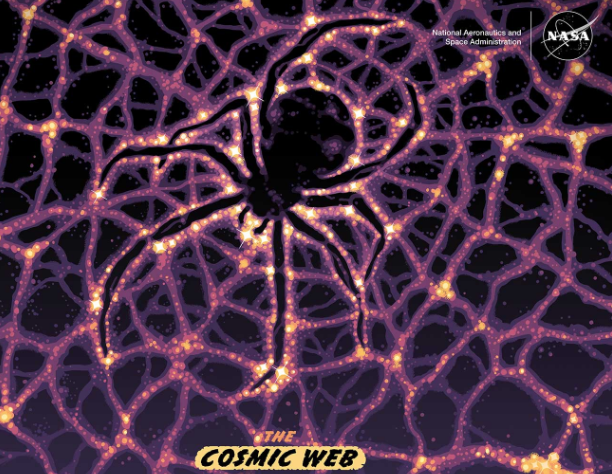 National Aeronautics and
Space Administration
NASA
THE
COSMIC WEB